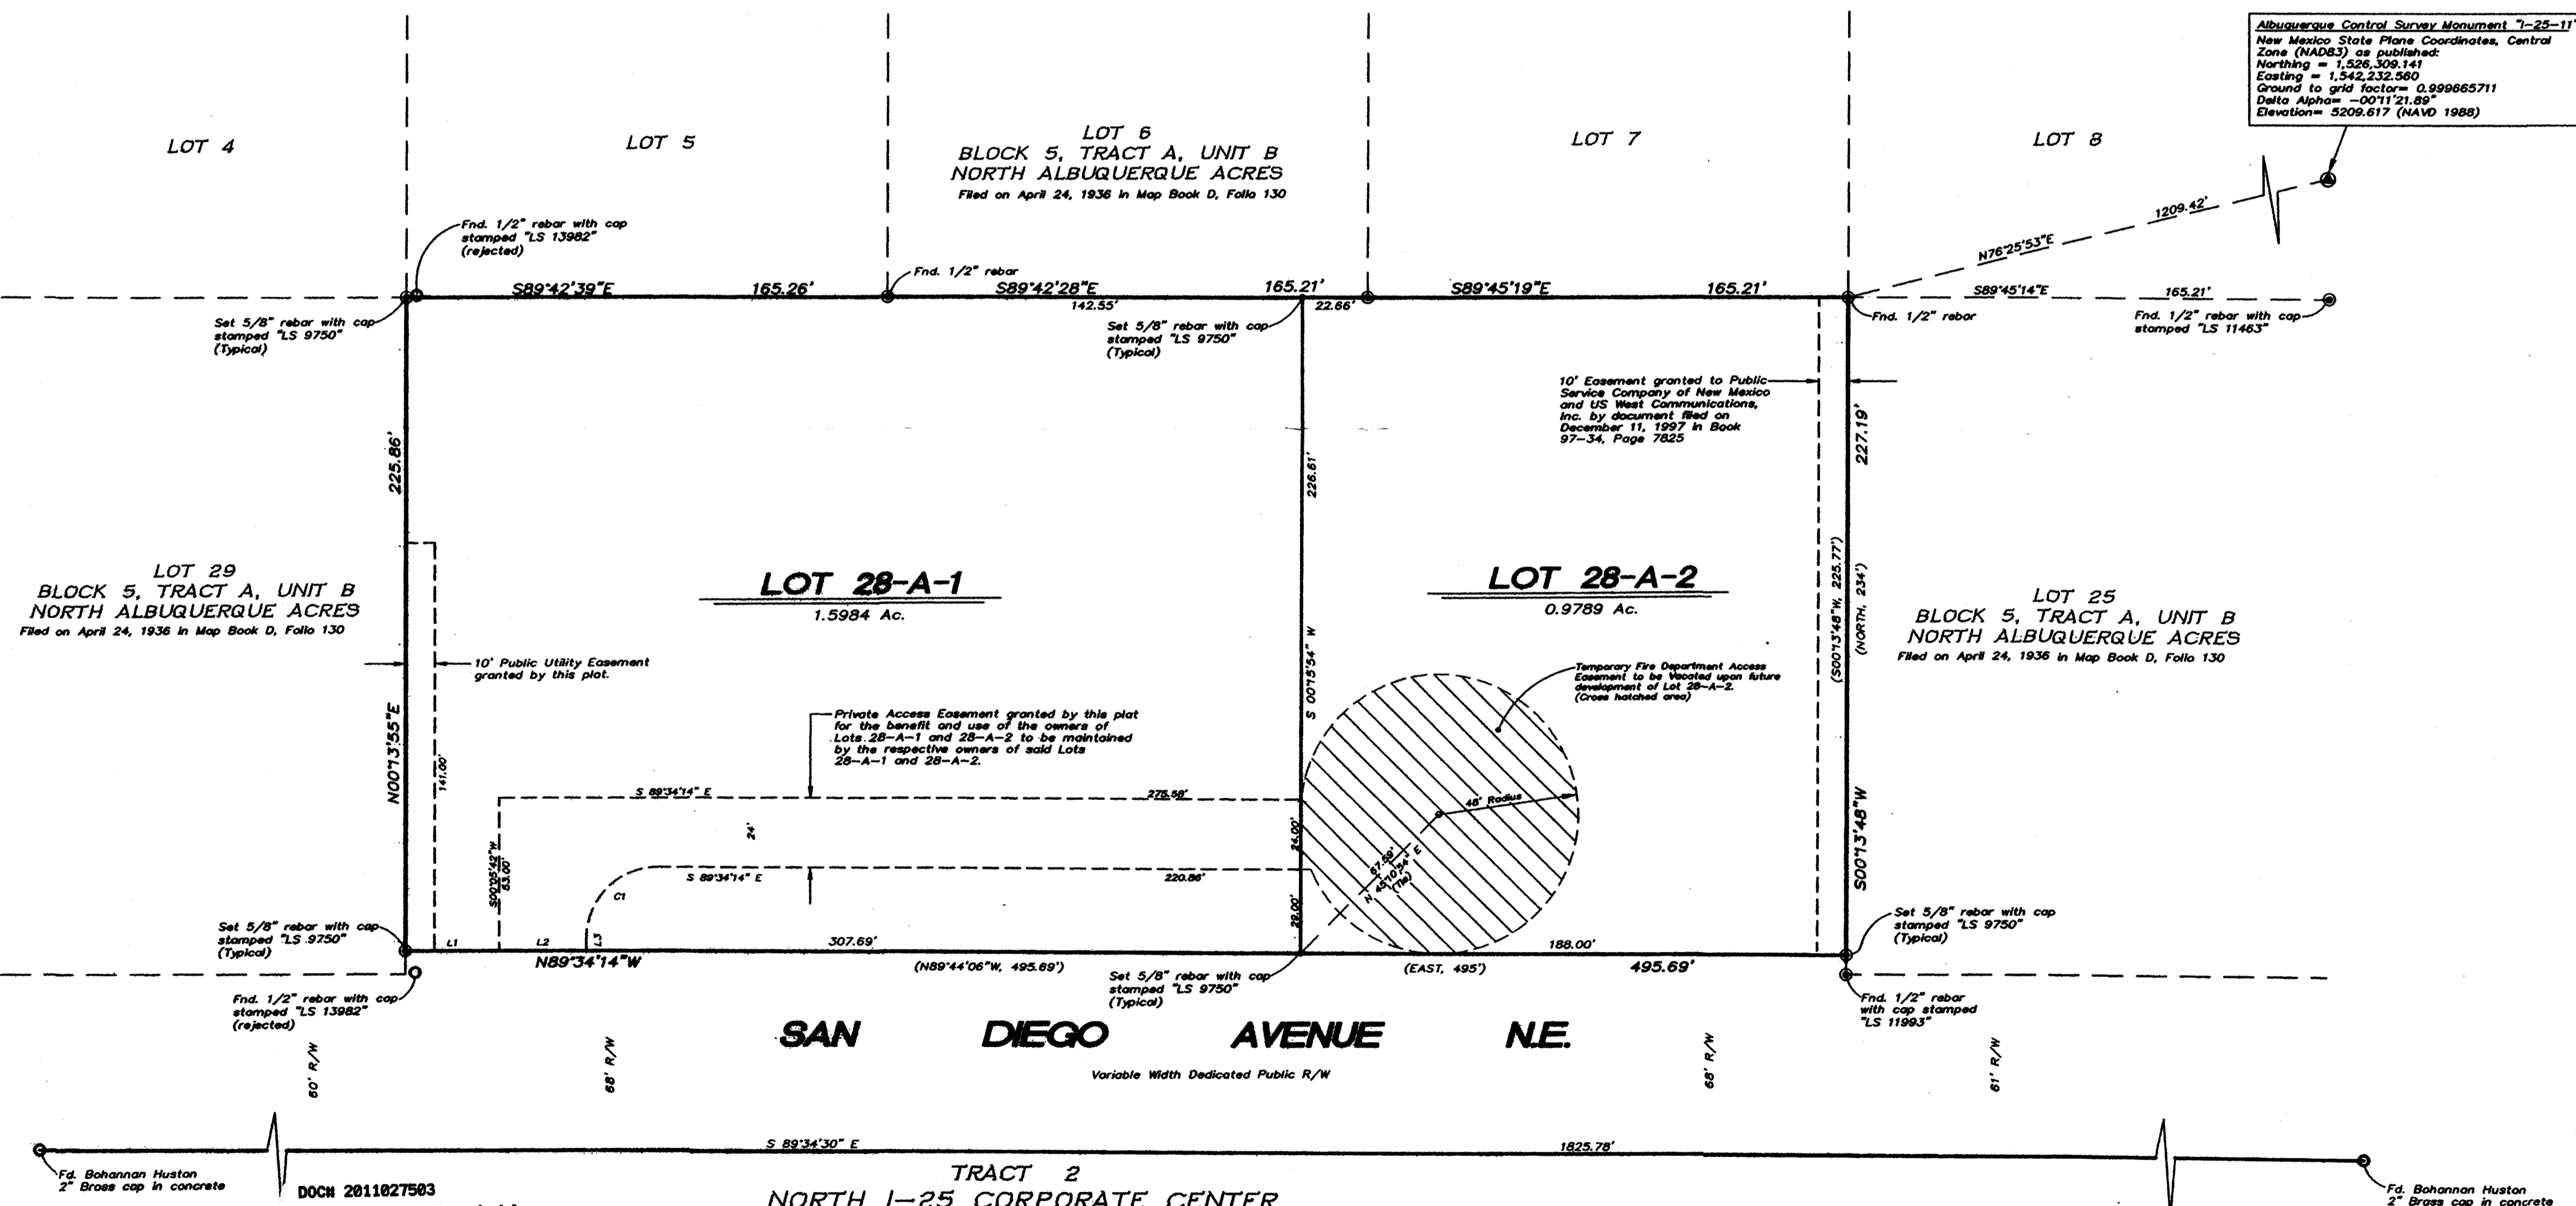 Albuquerque Control Survey Monument "I-25-11"
New Mexico State Plane Coordinates, Central
Zone (NAD83) as published:
Northing = 1,526,309.141
Easting = 1,542,232.560
Ground to grid factor= 0.999665711
Delta Alpha= -00°11'21.89"
Elevation= 5209.617 (NAVD 1988)
LOT 4
LOT 5
LOT 6
BLOCK 5, TRACT A, UNIT B
NORTH ALBUQUERQUE ACRES
Filed on April 24, 1936 in Map Book D, Folio 130
LOT 7
LOT 8
1209.42'
N76°25'53"E
Fnd. 1/2" rebar with cap
stamped "LS 13982"
(rejected)
Fnd. 1/2" rebar
S89°42'39"E
165.26'
S89°42'28"E
165.21'
S89°45'19"E
165.21'
S89°45'14"E
165.21'
142.55'
22.66'
Set 5/8" rebar with cap
stamped "LS 9750"
(Typical)
Set 5/8" rebar with cap
stamped "LS 9750"
(Typical)
Fnd. 1/2" rebar
Fnd. 1/2" rebar with cap
stamped "LS 11463"
10' Easement granted to Public
Service Company of New Mexico
and US West Communications,
Inc. by document filed on
December 11, 1997 in Book
97-34, Page 7825
225.86'
226.61'
227.19'
LOT 29
BLOCK 5, TRACT A, UNIT B
NORTH ALBUQUERQUE ACRES
Filed on April 24, 1936 in Map Book D, Folio 130
LOT 28-A-1
1.5984 Ac.
LOT 28-A-2
0.9789 Ac.
(S00°13'48"W, 225.77')
(NORTH, 234')
LOT 25
BLOCK 5, TRACT A, UNIT B
NORTH ALBUQUERQUE ACRES
Filed on April 24, 1936 in Map Book D, Folio 130
10' Public Utility Easement
granted by this plat.
S 00°15'54" W
Temporary Fire Department Access
Easement to be Vacated upon future
development of Lot 28-A-2.
(Cross hatched area)
Private Access Easement granted by this plat
for the benefit and use of the owners of
Lots 28-A-1 and 28-A-2 to be maintained
by the respective owners of said Lots
28-A-1 and 28-A-2.
N00°13'55"E
141.00'
S 89°34'14" E
275.58'
48' Radius
S00°13'48"W
24'
24.00'
67.59'
N 45°10'54" E
(Tie)
S00°05'42"W
53.00'
S 89°34'14" E
220.86'
C1
29.00'
Set 5/8" rebar with cap
stamped "LS 9750"
(Typical)
L1
L2
L3
307.69'
188.00'
Set 5/8" rebar with cap
stamped "LS 9750"
(Typical)
N89°34'14"W
(N89°44'06"W, 495.69')
Set 5/8" rebar with cap
stamped "LS 9750"
(Typical)
(EAST, 495')
495.69'
Fnd. 1/2" rebar with cap
stamped "LS 13982"
(rejected)
Fnd. 1/2" rebar
with cap stamped
"LS 11993"
SAN DIEGO AVENUE N.E.
Variable Width Dedicated Public R/W
60' R/W
68' R/W
68' R/W
61' R/W
S 89°34'30" E
1825.78'
Fd. Bohannan Huston
2" Brass cap in concrete
DOC# 2011027503
TRACT 2
NORTH I-25 CORPORATE CENTER
Fd. Bohannan Huston
2" Brass cap in concrete